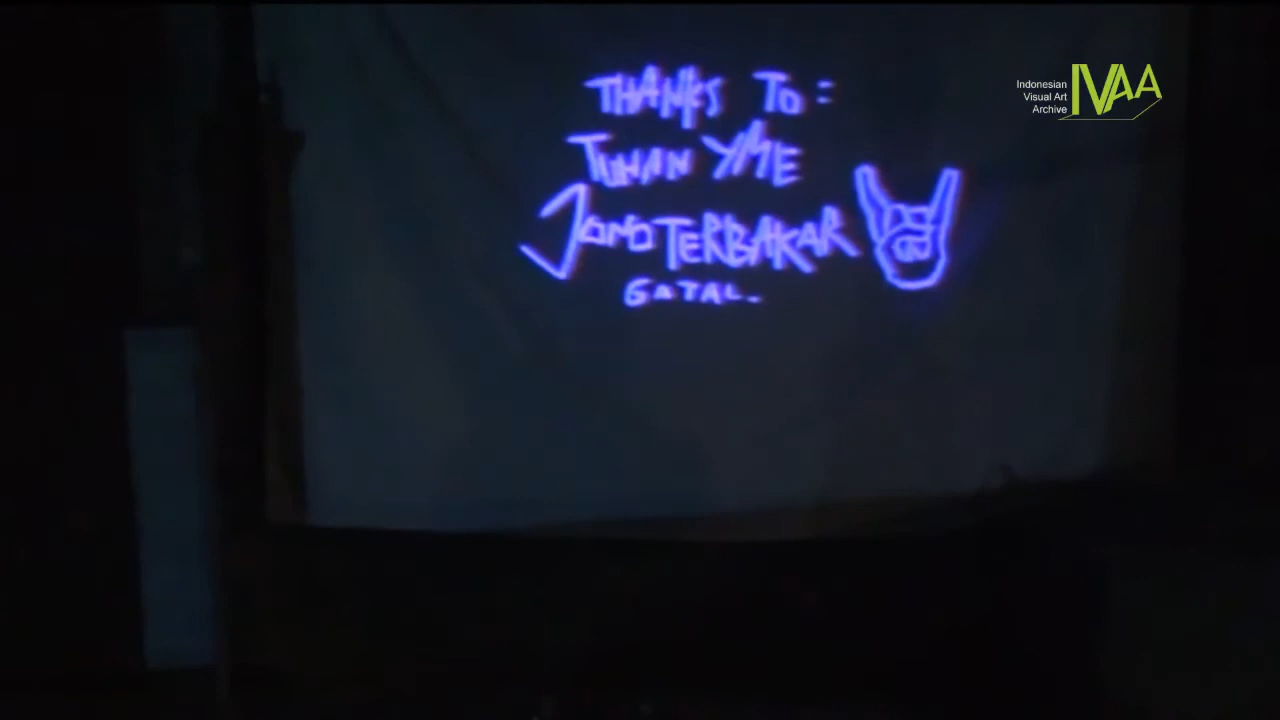 THANKS TO:
TUHAN YME
JONO TERBAKAR
GATAL.
Indonesian
Visual Art
Archive
IVAA